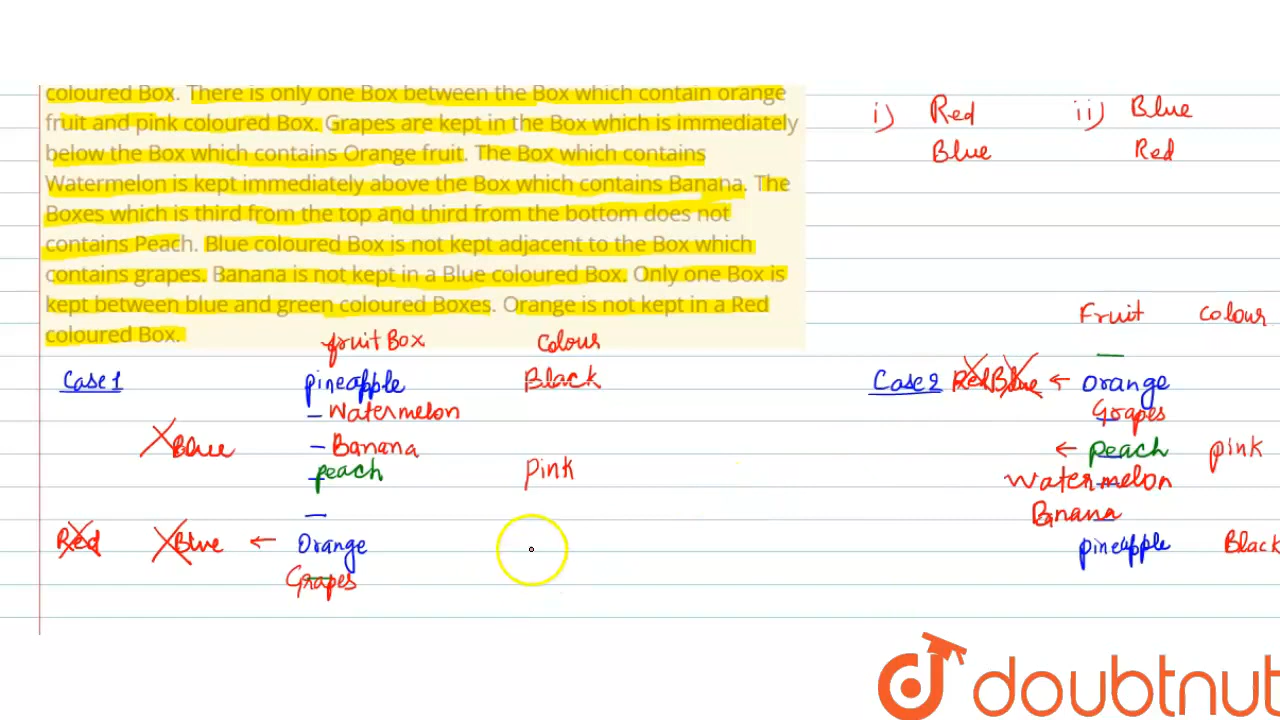 coloured Box. There is only one Box between the Box which contain orange
fruit and pink coloured Box. Grapes are kept in the Box which is immediately
below the Box which contains Orange fruit. The Box which contains
Watermelon is kept immediately above the Box which contains Banana. The
Boxes which is third from the top and third from the bottom does not
contains Peach. Blue coloured Box is not kept adjacent to the Box which
contains grapes. Banana is not kept in a Blue coloured Box. Only one Box is
kept between blue and green coloured Boxes. Orange is not kept in a Red
coloured Box.
i) Red ii) Blue
Blue Red
fruit Box Colour
Case 1 pineapple Black
Watermelon
Blue Banana
peach Pink
Red Blue ← Orange
Grapes
Fruit Colour
Case 2 Red Blue ← Orange
Grapes
← peach pink
Watermelon
Banana
pineapple Black
doubtnut